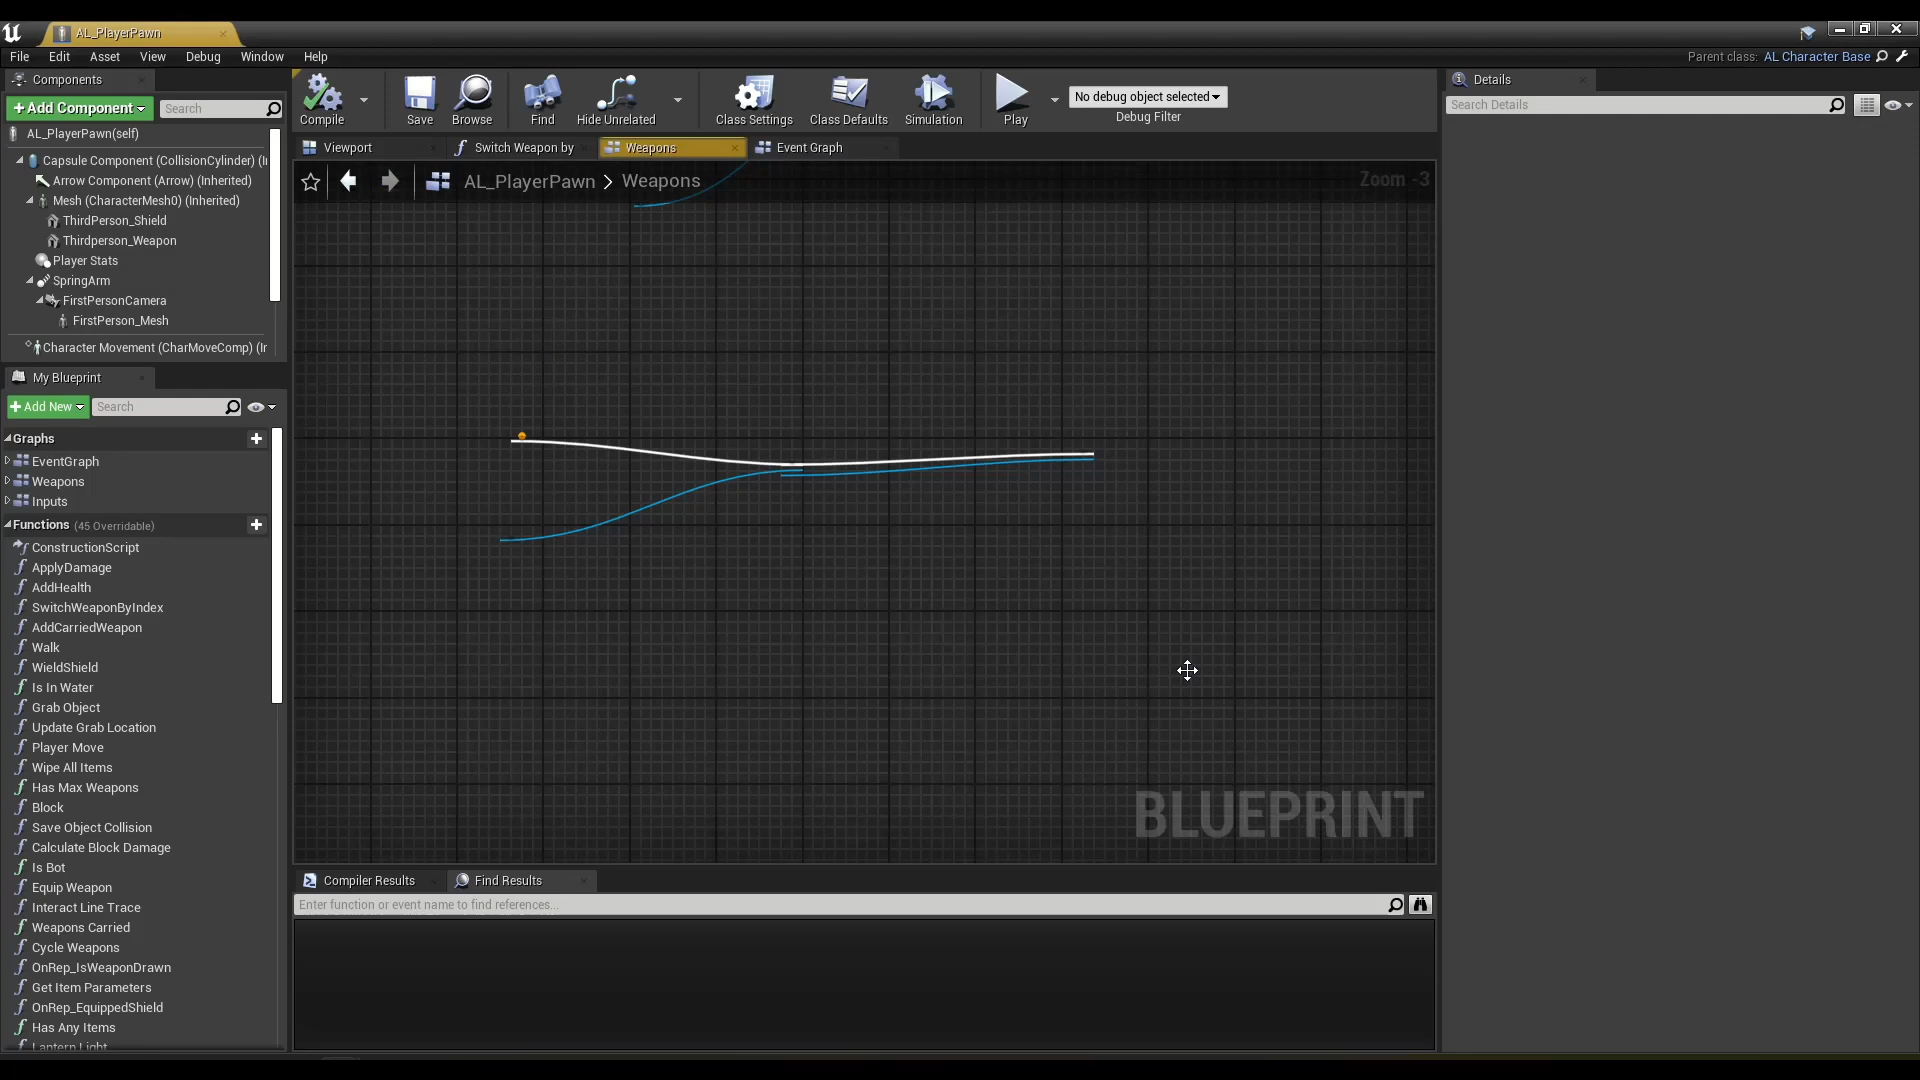 AL_PlayerPawn
File Edit Asset View Debug Window Help
Parent class: AL Character Base
Components
+Add Component
Search
AL_PlayerPawn(self)
Capsule Component (CollisionCylinder) (I
Arrow Component (Arrow) (Inherited)
Mesh (CharacterMesh0) (Inherited)
ThirdPerson_Shield
Thirdperson_Weapon
Player Stats
SpringArm
FirstPersonCamera
FirstPerson_Mesh
Character Movement (CharMoveComp) (Ir
My Blueprint
+Add New
Search
Graphs
EventGraph
Weapons
Inputs
Functions (45 Overridable)
ConstructionScript
ApplyDamage
AddHealth
SwitchWeaponByIndex
AddCarriedWeapon
Walk
WieldShield
Is In Water
Grab Object
Update Grab Location
Player Move
Wipe All Items
Has Max Weapons
Block
Save Object Collision
Calculate Block Damage
Is Bot
Equip Weapon
Interact Line Trace
Weapons Carried
Cycle Weapons
OnRep_IsWeaponDrawn
Get Item Parameters
OnRep_EquippedShield
Has Any Items
Lantern Light
Compile Save Browse Find Hide Unrelated Class Settings Class Defaults Simulation Play
No debug object selected
Debug Filter
Viewport Switch Weapon by Weapons Event Graph
AL_PlayerPawn > Weapons
Zoom -3
BLUEPRINT
Compiler Results Find Results
Enter function or event name to find references...
Details
Search Details